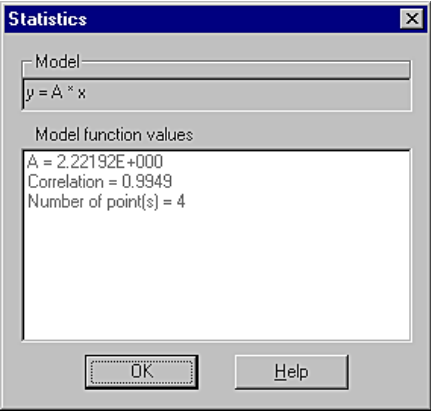 Statistics
Model
y = A * x
Model function values
A = 2.22192E+000
Correlation = 0.9949
Number of point(s) = 4
OK
Help